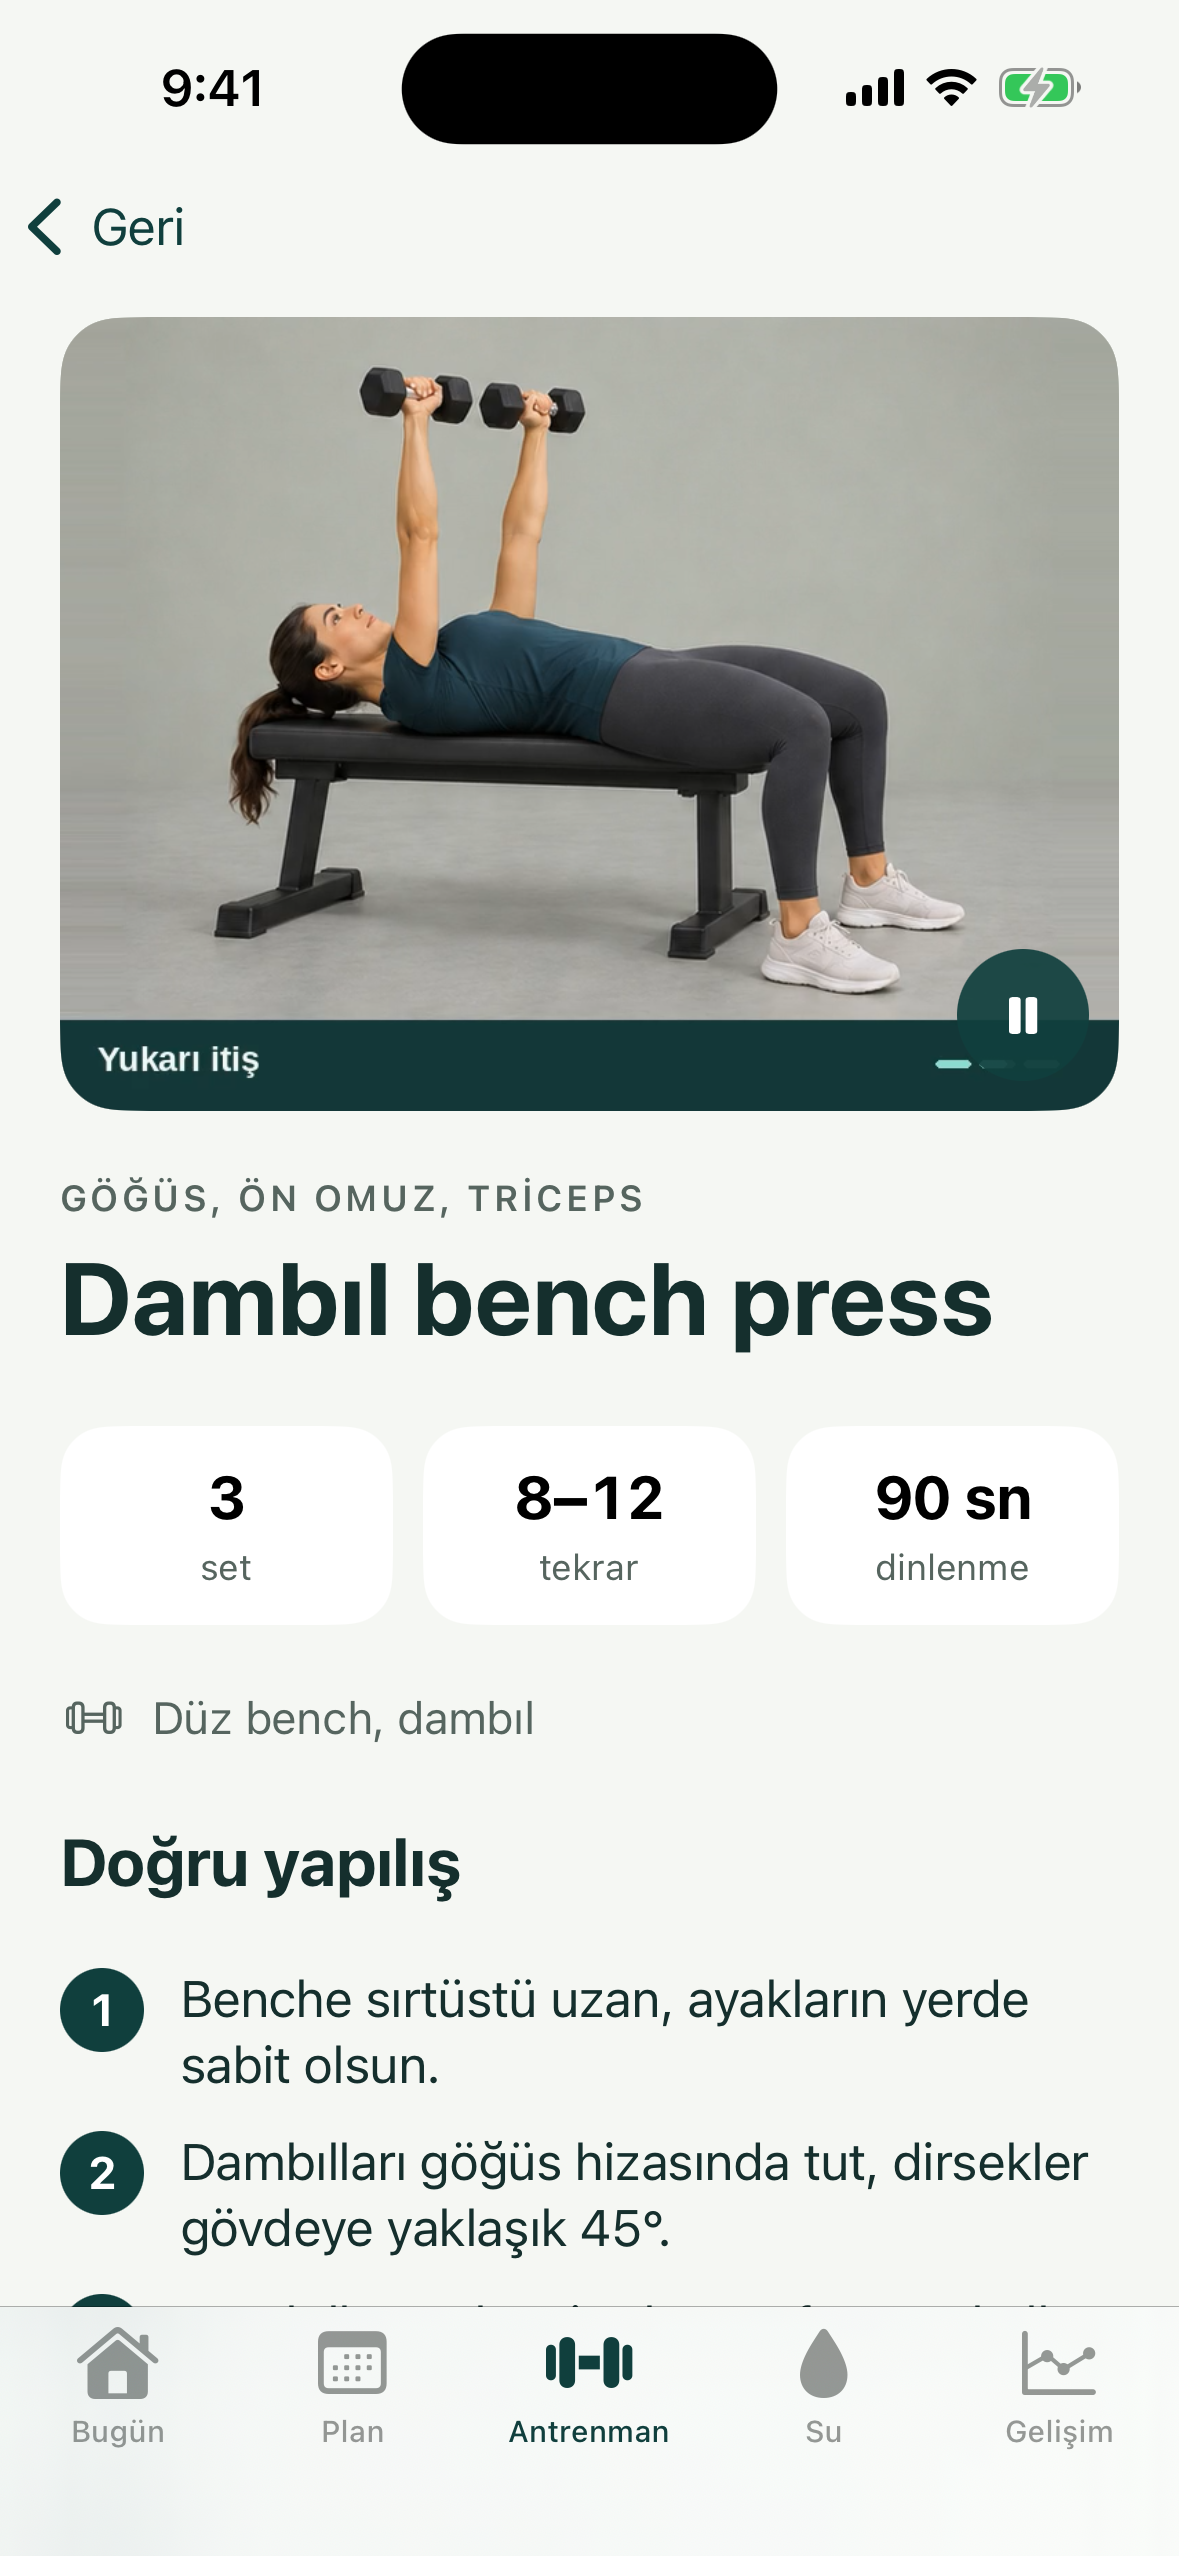 9:41
Geri
Yukarı itiş
GÖĞÜS, ÖN OMUZ, TRİCEPS
Dambıl bench press
3
set
8–12
tekrar
90 sn
dinlenme
Düz bench, dambıl
Doğru yapılış
1
Benche sırtüstü uzan, ayakların yerde
sabit olsun.
2
Dambılları göğüs hizasında tut, dirsekler
gövdeye yaklaşık 45°.
Bugün
Plan
Antrenman
Su
Gelişim